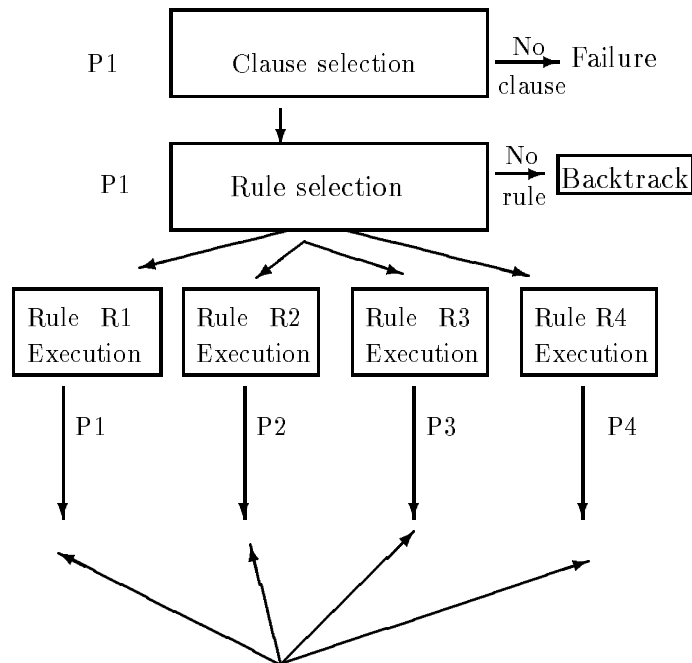 P1 Clause selection No Failure
clause
P1 Rule selection No Backtrack
rule
Rule R1 Rule R2 Rule R3 Rule R4
Execution Execution Execution Execution
P1 P2 P3 P4